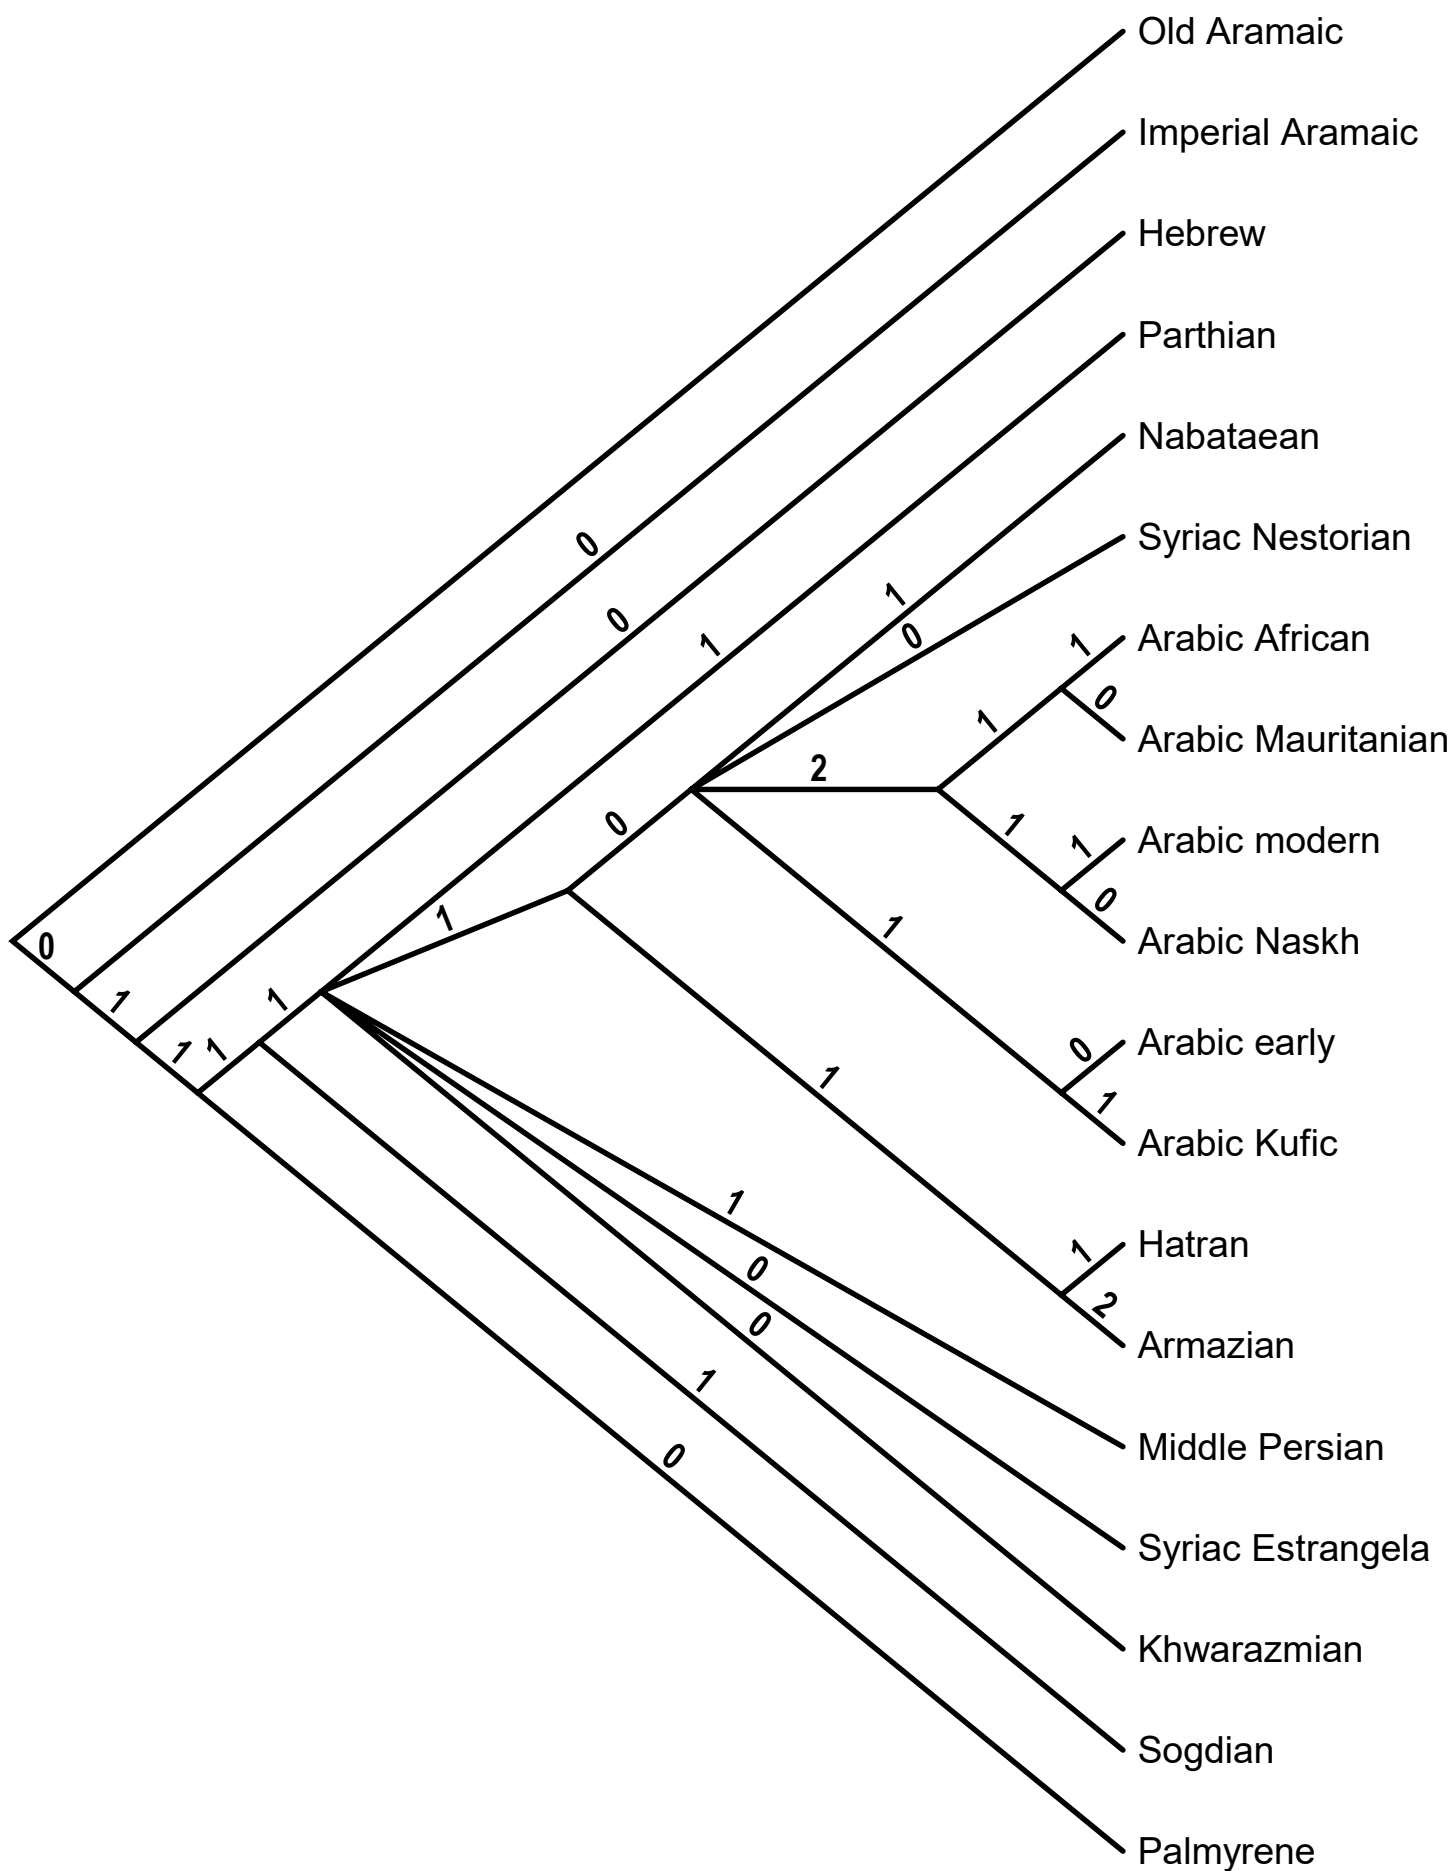 Old Aramaic
Imperial Aramaic
Hebrew
Parthian
Nabataean
Syriac Nestorian
0
0
1
1
0
Arabic African
1
Arabic Mauritanian
0
1
2
Arabic modern
1
Arabic Naskh
0
1
0
1
1
0
1
1
1
1
Arabic early
0
Arabic Kufic
1
1
Hatran
1
Armazian
2
1
0
0
1
0
Middle Persian
Syriac Estrangela
Khwarazmian
Sogdian
Palmyrene